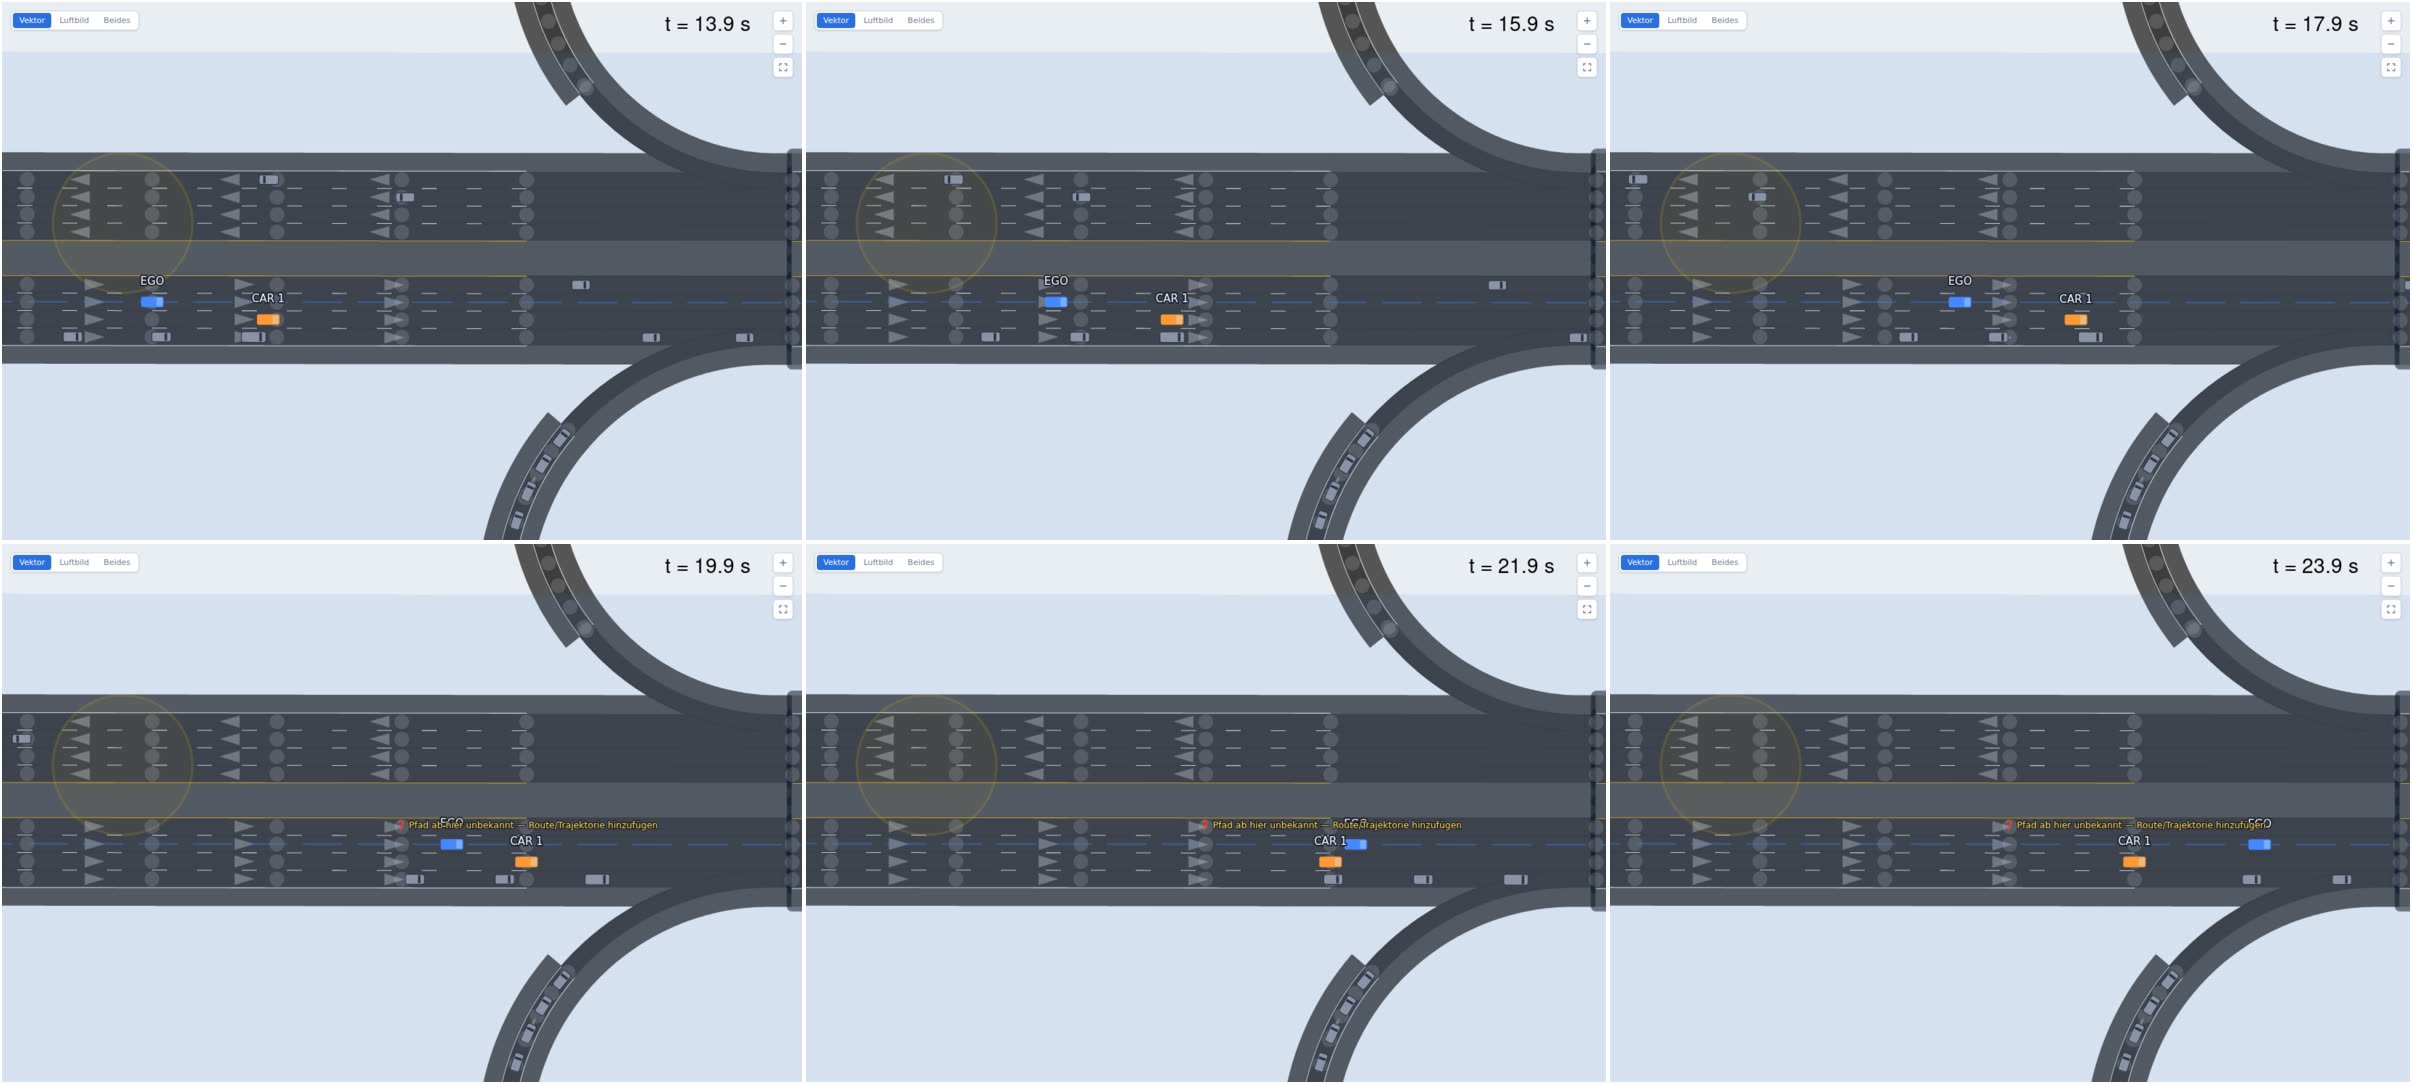 Vektor Luftbild Beides
t = 13.9 s
+
−
EGO
CAR 1
Vektor Luftbild Beides
t = 15.9 s
+
−
EGO
CAR 1
Vektor Luftbild Beides
t = 17.9 s
+
−
EGO
CAR 1
Vektor Luftbild Beides
t = 19.9 s
+
−
EGO
? Pfad ab hier unbekannt — Route/Trajektorie hinzufügen
CAR 1
Vektor Luftbild Beides
t = 21.9 s
+
−
EGO
? Pfad ab hier unbekannt — Route/Trajektorie hinzufügen
CAR 1
Vektor Luftbild Beides
t = 23.9 s
+
−
EGO
? Pfad ab hier unbekannt — Route/Trajektorie hinzufügen
CAR 1